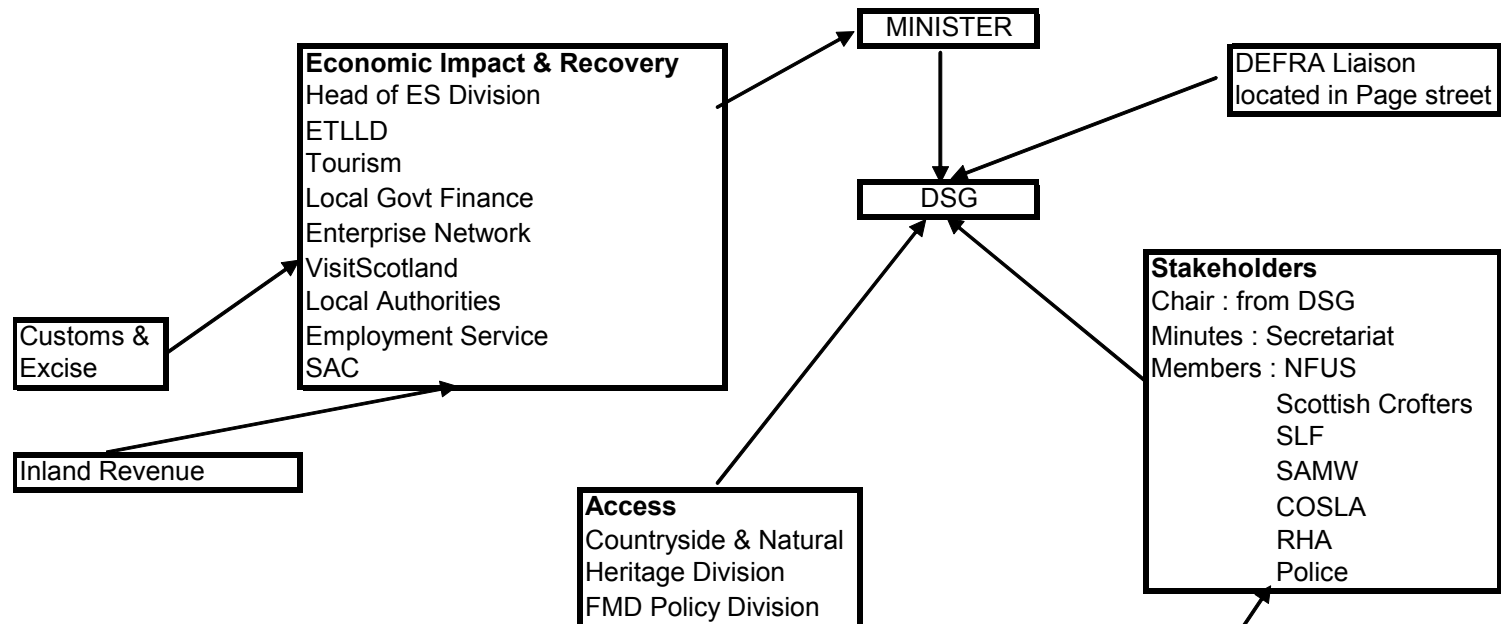 MINISTER
Economic Impact & Recovery
Head of ES Division
ETLLD
Tourism
Local Govt Finance
Enterprise Network
VisitScotland
Local Authorities
Employment Service
SAC
DEFRA Liaison
located in Page street
DSG
Customs &
Excise
Inland Revenue
Stakeholders
Chair : from DSG
Minutes : Secretariat
Members : NFUS
Scottish Crofters
SLF
SAMW
COSLA
RHA
Police
Access
Countryside & Natural
Heritage Division
FMD Policy Division